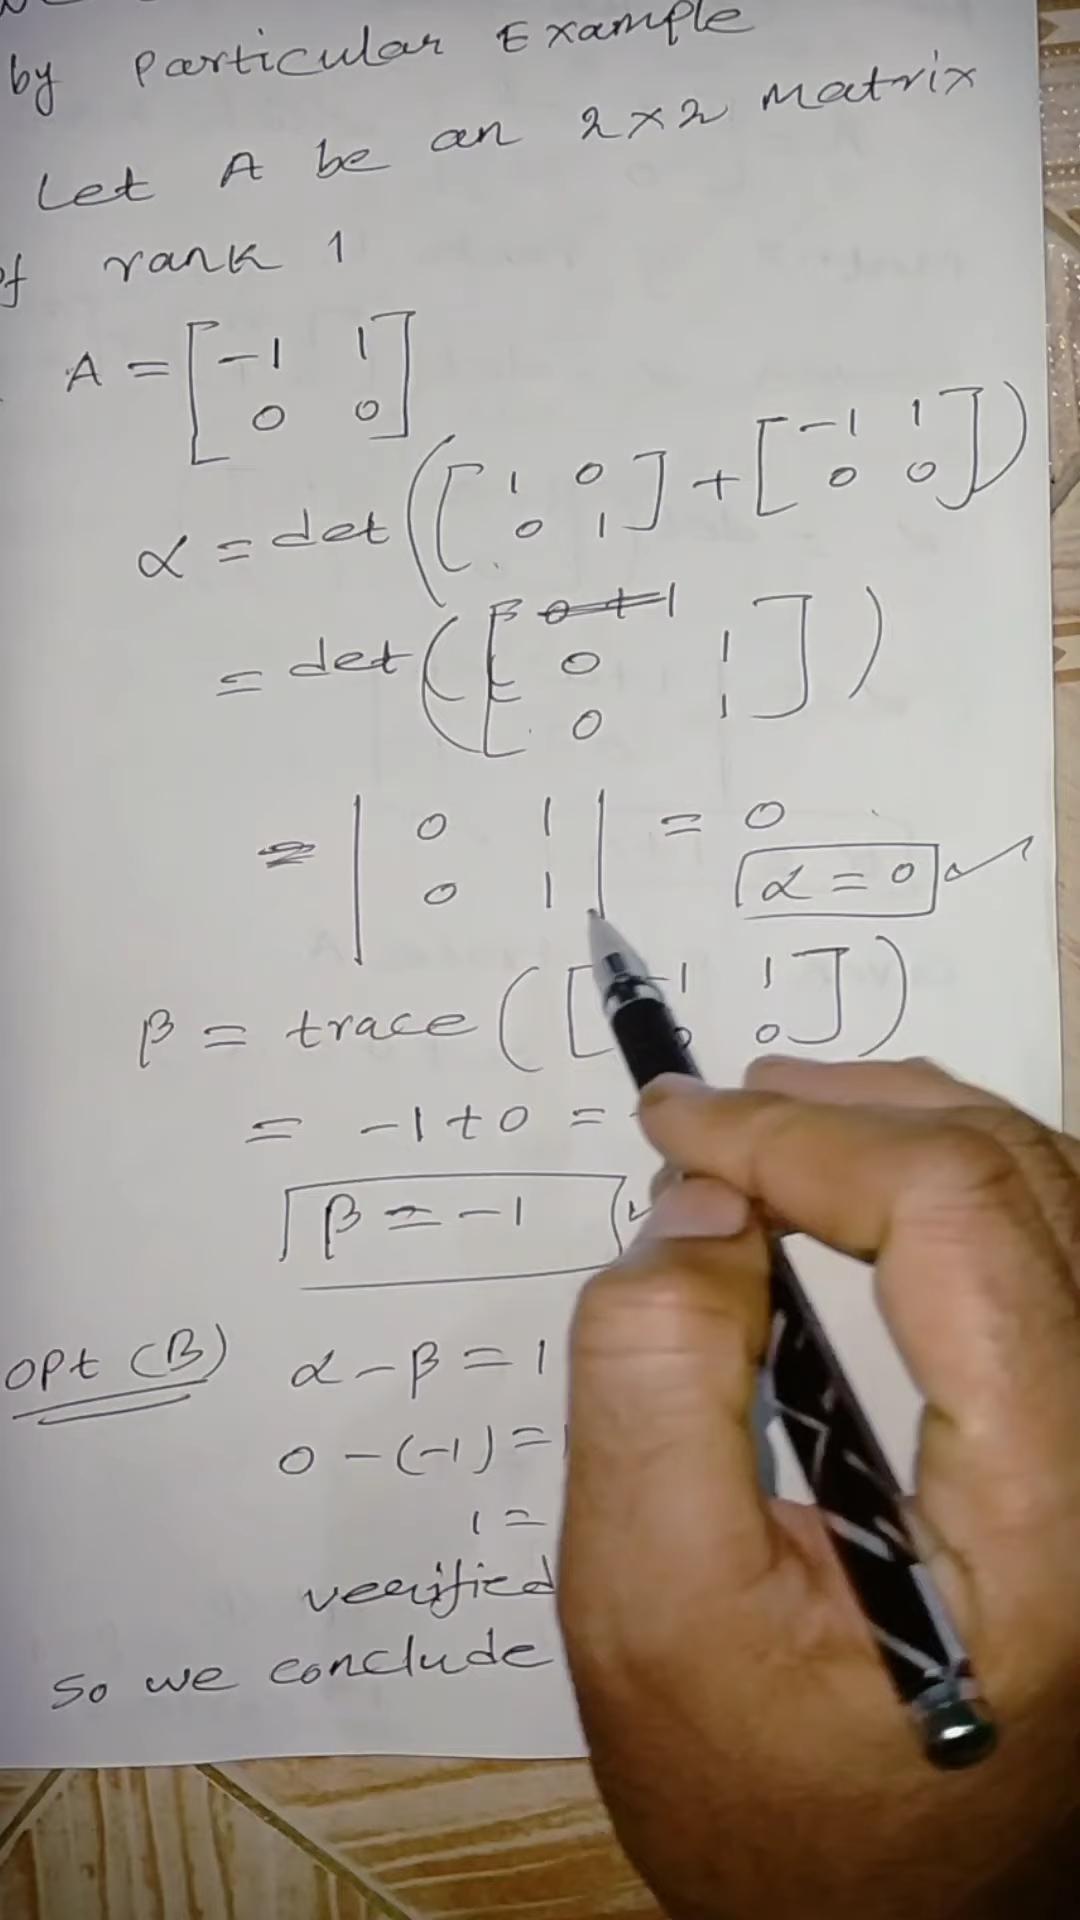 by Particular Example
Let A be an 2×2 Matrix
of rank 1
A = [ -1 1
0 0 ]
α = det ( [ 1 0
0 1 ] + [ -1 1
0 0 ] )
= det ( [ 0 1
0 1 ] )
= | 0 1
0 1 | = 0
α = 0 ✓
β = trace ( [ -1 1
0 0 ] )
= -1 + 0 =
β = -1
opt (B) α - β = 1
0 - (-1) = 1
1 =
verified
so we conclude